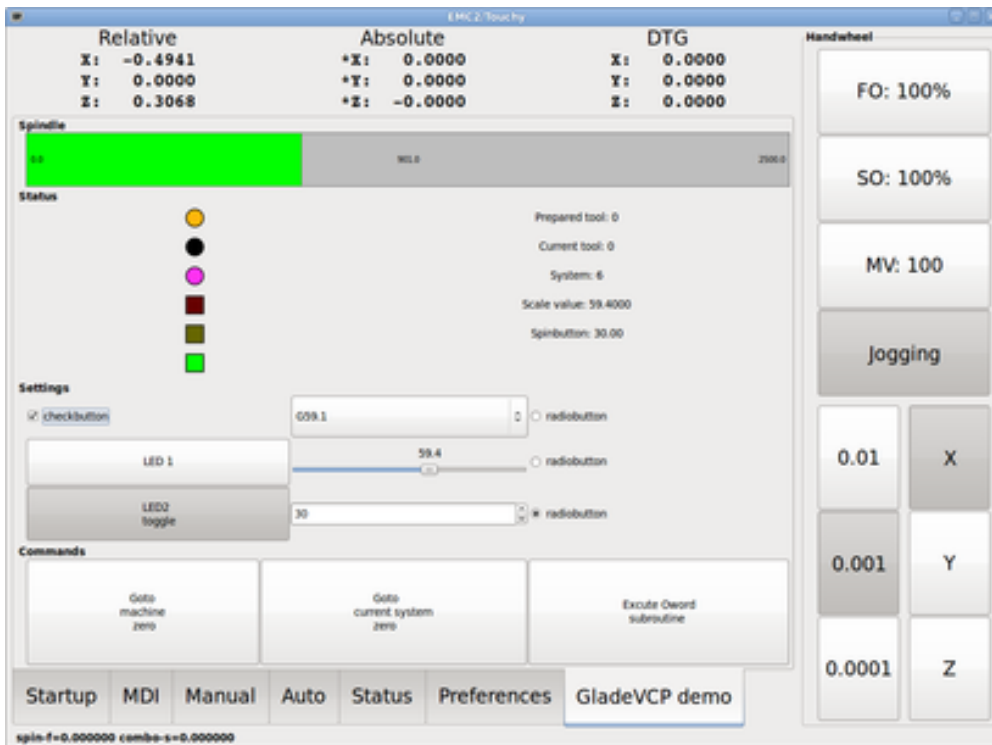 EMC2/Touchy
Relative Absolute DTG
X: -0.4941 *X: 0.0000 X: 0.0000
Y: 0.0000 *Y: 0.0000 Y: 0.0000
Z: 0.3068 *Z: -0.0000 Z: 0.0000
Spindle
0.0 901.0 2500.0
Status
Prepared tool: 0
Current tool: 0
System: 6
Scale value: 59.4000
Spinbutton: 30.00
Settings
checkbutton G59.1 radiobutton
LED 1 59.4 radiobutton
LED2
toggle
30 radiobutton
Commands
Goto
machine
zero
Goto
current system
zero
Excute Oword
subroutine
Startup MDI Manual Auto Status Preferences GladeVCP demo
spin-f=0.000000 combo-s=0.000000
Handwheel
FO: 100%
SO: 100%
MV: 100
Jogging
0.01 X
0.001 Y
0.0001 Z